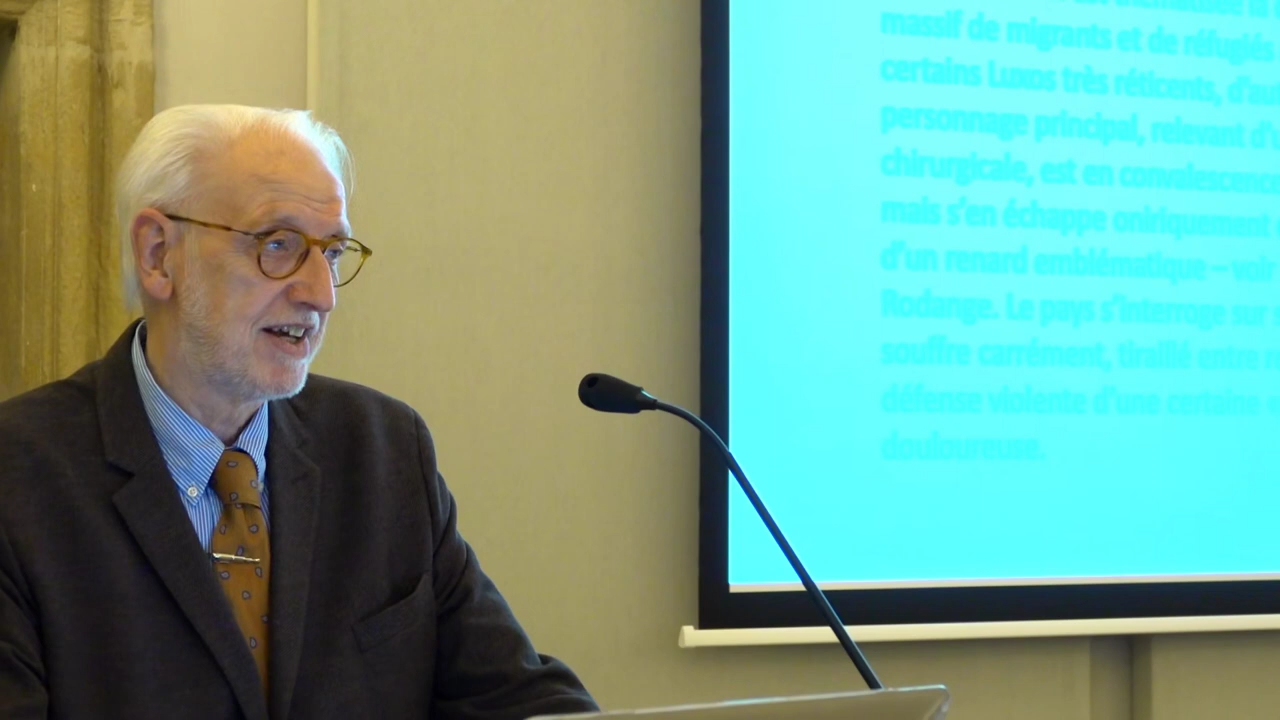 massif de migrants et de réfugiés
certains Luxos très réticents, d'au
personnage principal, relevant d'u
chirurgicale, est en convalescence
mais s'en échappe oniriquement
d'un renard emblématique – voir
Rodange. Le pays s'interroge sur s
souffre carrément, tiraillé entre
défense violente d'une certaine v
douloureuse.